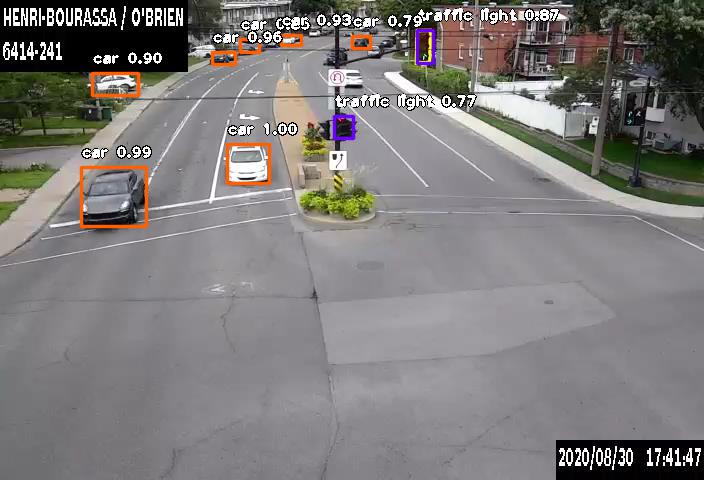 HENRI-BOURASSA / O'BRIEN
6414-241
traffic light 0.87
car 0.93
car 0.79
car 0.96
car 0.90
traffic light 0.77
car 1.00
car 0.99
2020/08/30 17:41:47